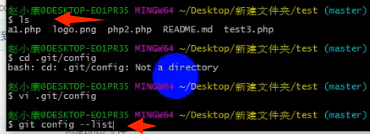 赵小康@DESKTOP-EO1PR35 MINGW64 ~/Desktop/新建文件夹/test (master)
$ ls
a1.php logo.png php2.php README.md test3.php
赵小康@DESKTOP-EO1PR35 MINGW64 ~/Desktop/新建文件夹/test (master)
$ cd .git/config
bash: cd: .git/config: Not a directory
赵小康@DESKTOP-EO1PR35 MINGW64 ~/Desktop/新建文件夹/test (master)
$ vi .git/config
赵小康@DESKTOP-EO1PR35 MINGW64 ~/Desktop/新建文件夹/test (master)
$ git config --list